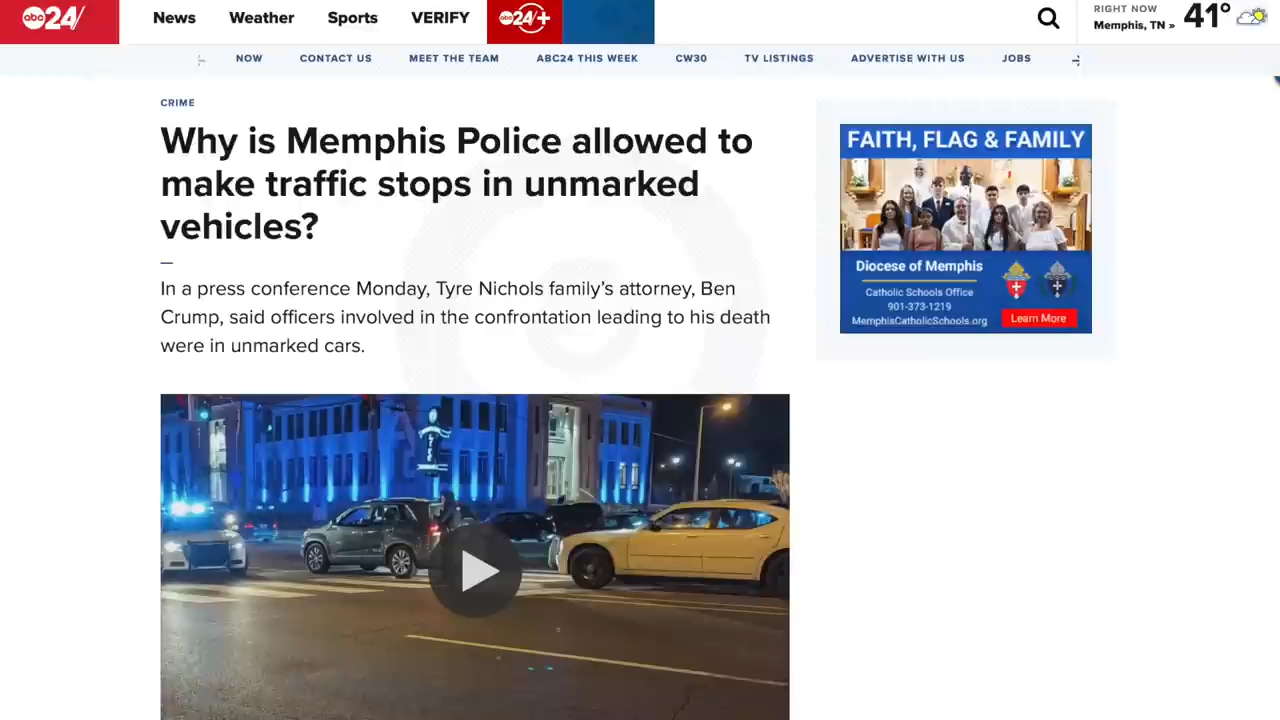 abc24/
News
Weather
Sports
VERIFY
abc24/+
RIGHT NOW
Memphis, TN »
41°
NOW
CONTACT US
MEET THE TEAM
ABC24 THIS WEEK
CW30
TV LISTINGS
ADVERTISE WITH US
JOBS
CRIME
Why is Memphis Police allowed to
make traffic stops in unmarked
vehicles?
In a press conference Monday, Tyre Nichols family’s attorney, Ben
Crump, said officers involved in the confrontation leading to his death
were in unmarked cars.
FAITH, FLAG & FAMILY
Diocese of Memphis
Catholic Schools Office
901-373-1219
MemphisCatholicSchools.org
Learn More